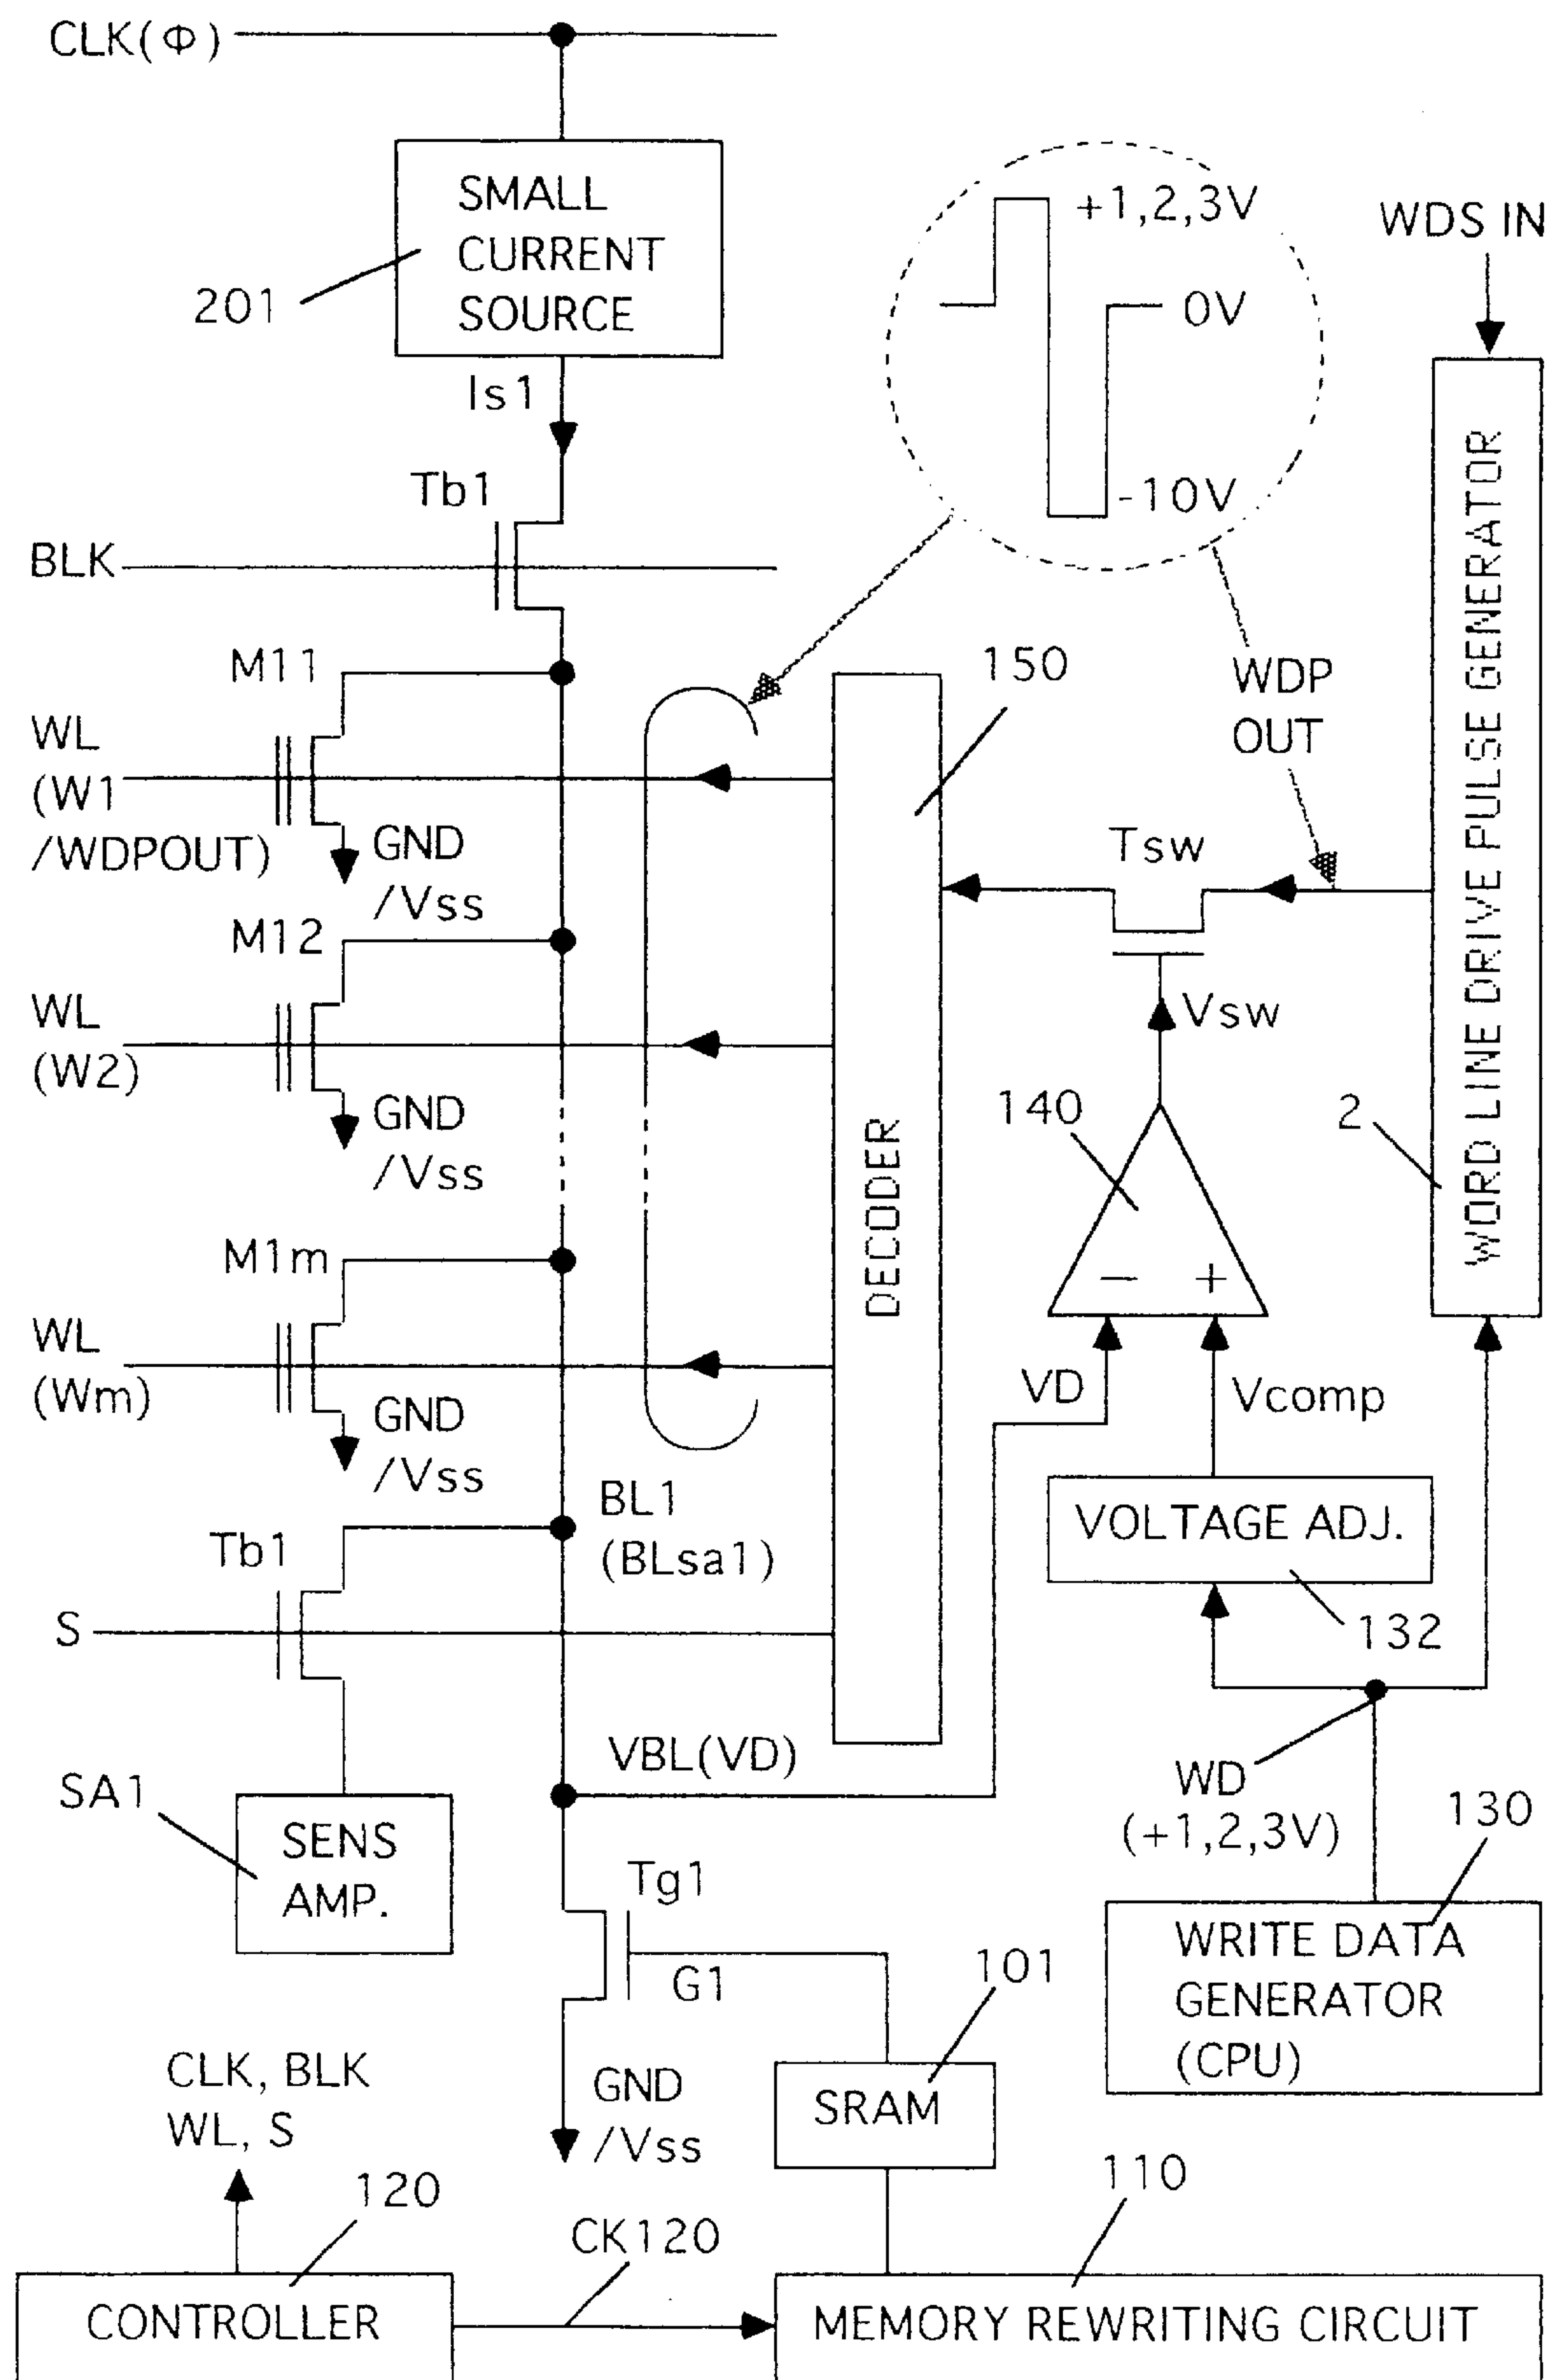 CLK(Φ)
SMALL
CURRENT
SOURCE
201
Is1
+1,2,3V
0V
-10V
WDS IN
Tb1
BLK
M11
WL
(W1
/WDPOUT)
GND
/Vss
150
WDP
OUT
WORD LINE DRIVE PULSE GENERATOR
Tsw
M12
WL
(W2)
GND
/Vss
Vsw
140
2
DECODER
M1m
WL
(Wm)
GND
/Vss
− +
VD
Vcomp
BL1
(BLsa1)
VOLTAGE ADJ.
132
Tb1
S
VBL(VD)
WD
(+1,2,3V)
130
SA1
SENS
AMP.
Tg1
G1
101
WRITE DATA
GENERATOR
(CPU)
CLK, BLK
WL, S
GND
/Vss
SRAM
120
CK120
110
CONTROLLER
MEMORY REWRITING CIRCUIT